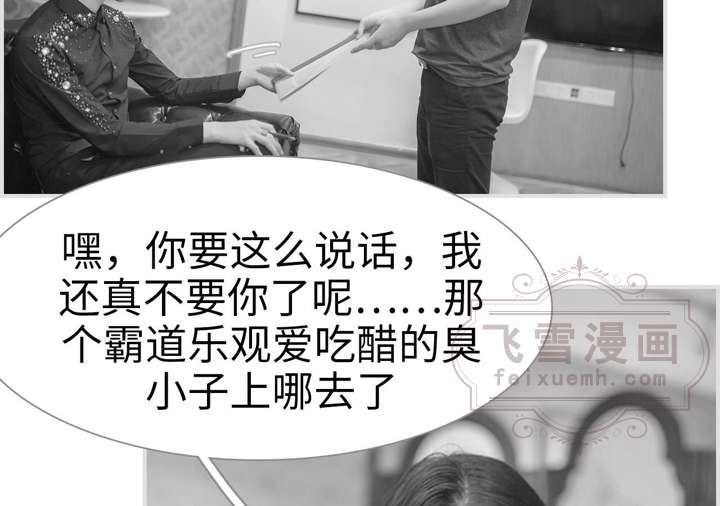 嘿，你要这么说话，我
还真不要你了呢……那
个霸道乐观爱吃醋的臭
小子上哪去了
飞雪漫画
feixuemh.com